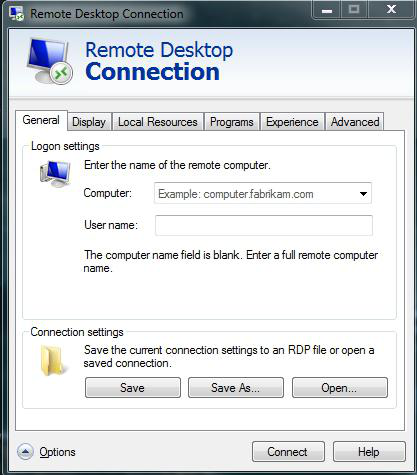 Remote Desktop Connection
Remote Desktop
Connection
General
Display
Local Resources
Programs
Experience
Advanced
Logon settings
Enter the name of the remote computer.
Computer:
Example: computer.fabrikam.com
User name:
The computer name field is blank. Enter a full remote computer
name.
Connection settings
Save the current connection settings to an RDP file or open a
saved connection.
Save
Save As...
Open...
Options
Connect
Help